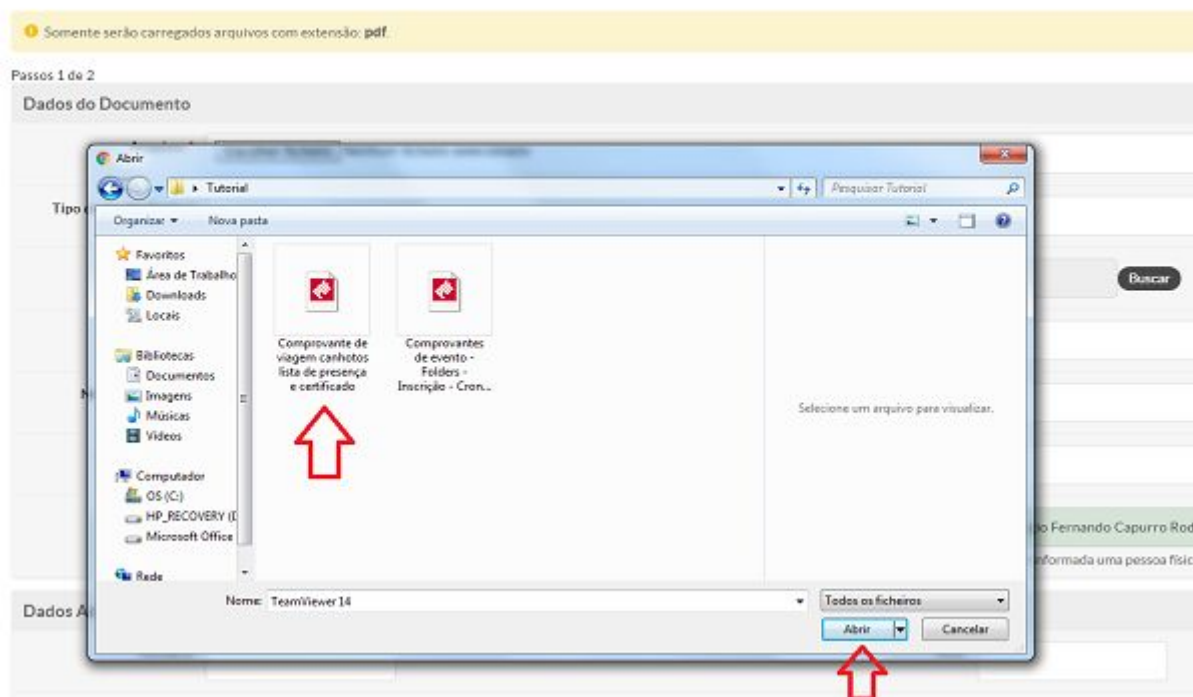 Somente serão carregados arquivos com extensão: pdf.
Passos 1 de 2
Dados do Documento
Abrir
Tutorial
Pesquisar Tutorial
Tipo
Organizar
Nova pasta
Favoritos
Área de Trabalho
Downloads
Locais
Bibliotecas
Documentos
Imagens
Músicas
Vídeos
Computador
OS (C:)
HP_RECOVERY (D
Microsoft Office
Rede
Comprovante de
viagem canhotos
lista de presença
e certificado
Comprovantes
de evento -
Folders -
Inscrição - Cron...
Selecione um arquivo para visualizar.
Buscar
N
Fernando Capurro Rod
informada uma pessoa físic
Nome: TeamViewer14
Todos os ficheiros
Abrir
Cancelar
Dados A